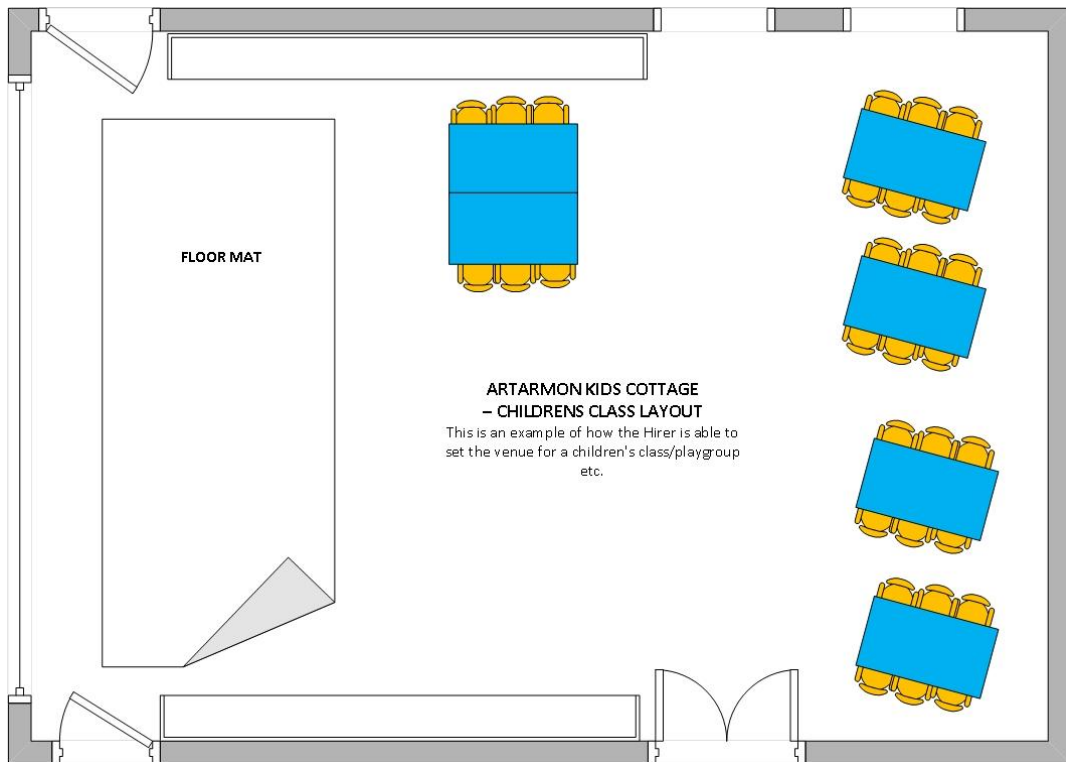 FLOOR MAT
ARTARMON KIDS COTTAGE
– CHILDRENS CLASS LAYOUT
This is an example of how the Hirer is able to
set the venue for a children's class/playgroup
etc.